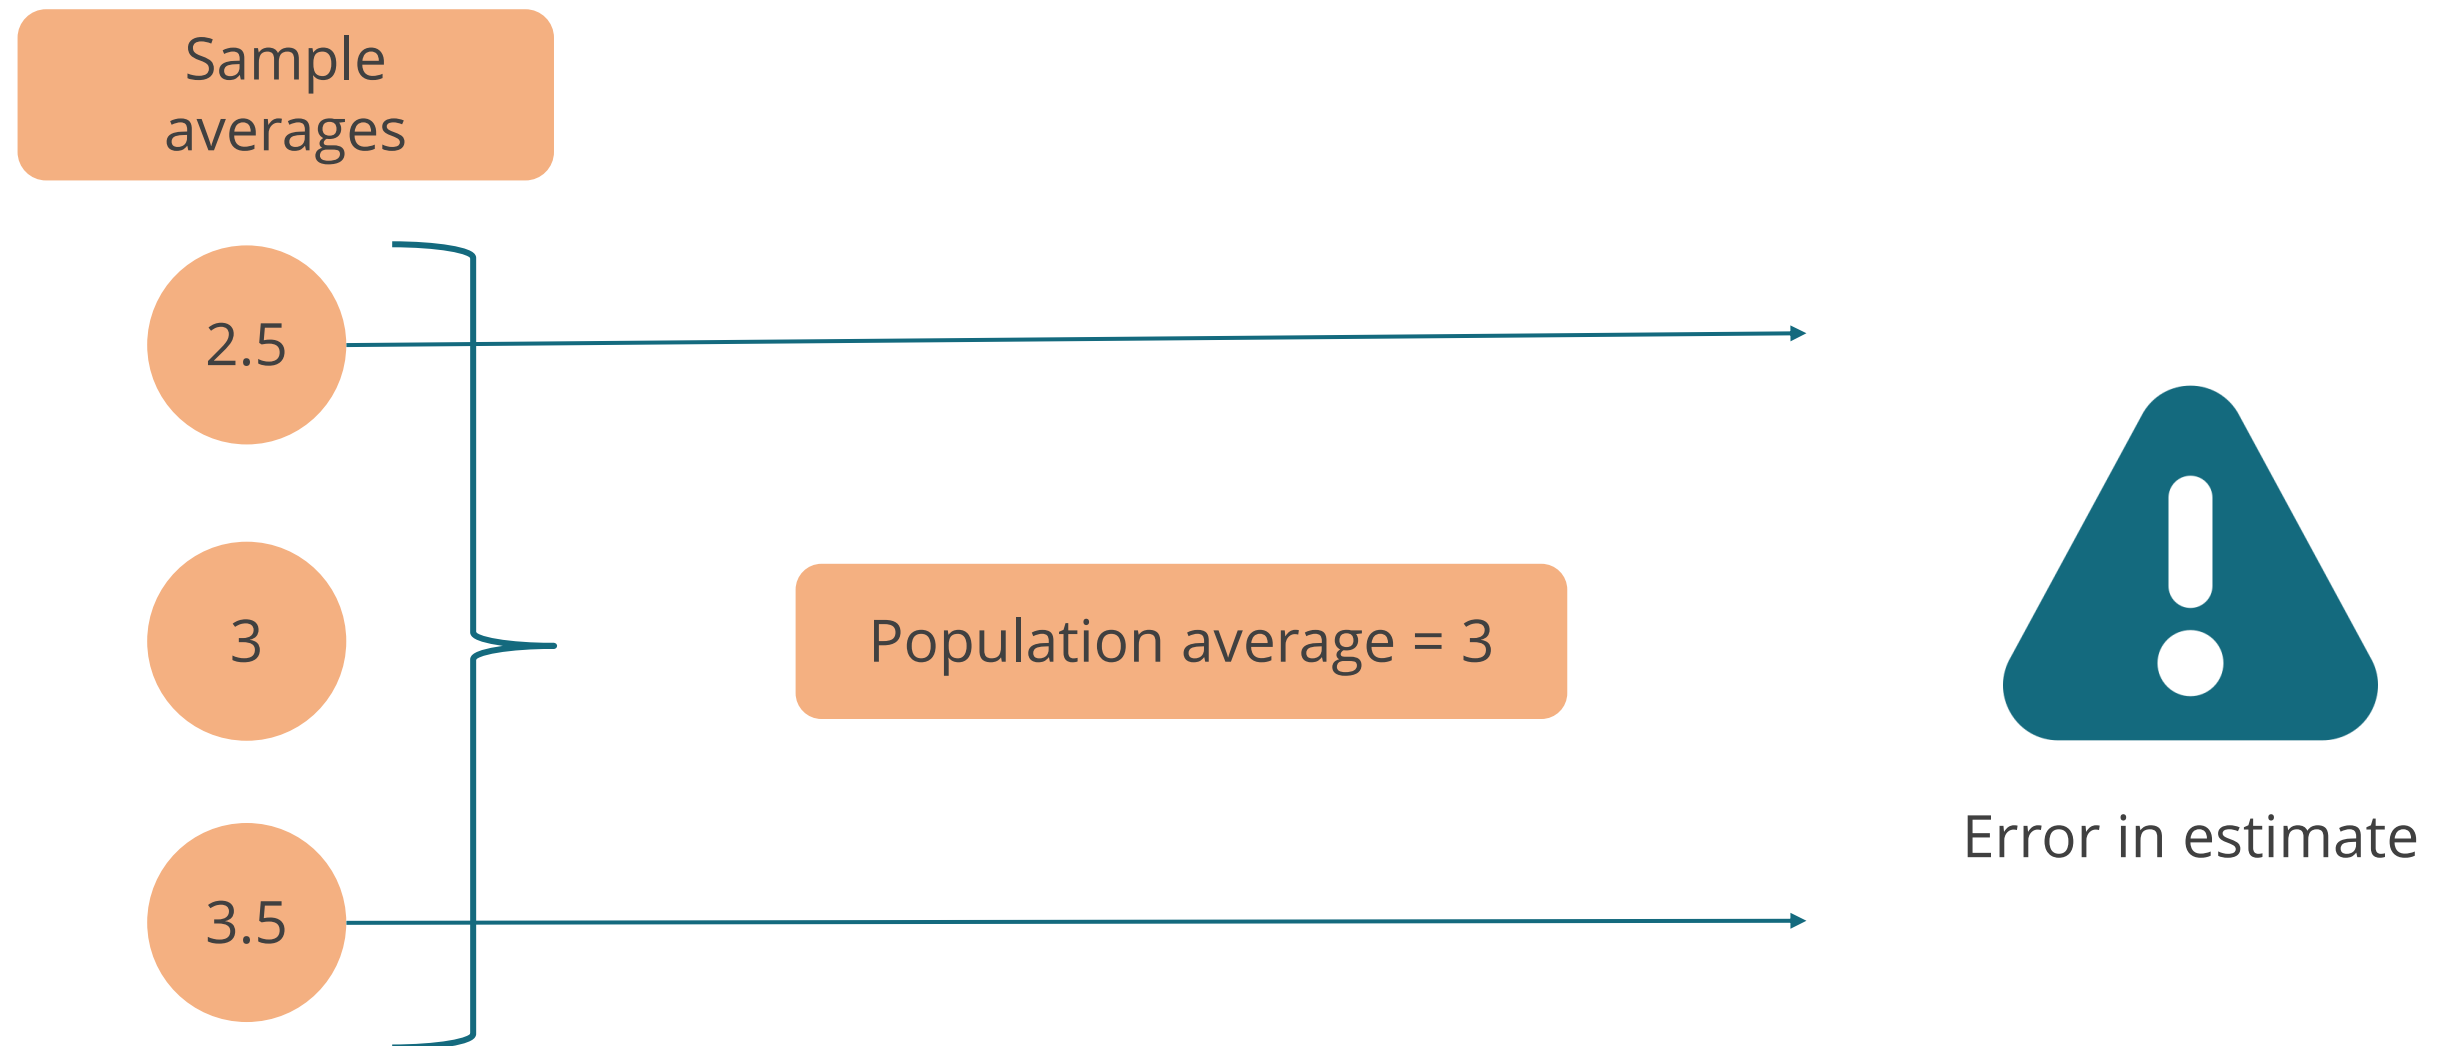 Sample
averages
2.5
3
Population average = 3
3.5
Error in estimate